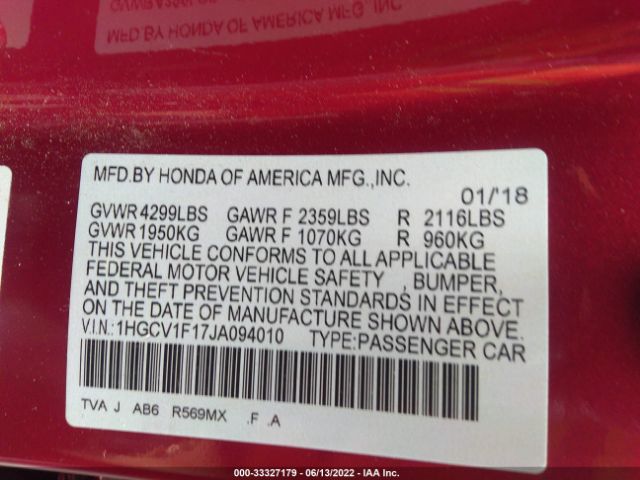 MFD.BY HONDA OF AMERICA MFG.,INC.
01/'18
GVWR 4299LBS GAWR F 2359LBS R 2116LBS
GVWR 1950KG GAWR F 1070KG R 960KG
THIS VEHICLE CONFORMS TO ALL APPLICABLE
FEDERAL MOTOR VEHICLE SAFETY , BUMPER,
AND THEFT PREVENTION STANDARDS IN EFFECT
ON THE DATE OF MANUFACTURE SHOWN ABOVE.
V.I.N.: 1HGCV1F17JA094010 TYPE:PASSENGER CAR
TVA J AB6 R569MX .F .A
000-33327179 - 06/13/2022 - IAA Inc.